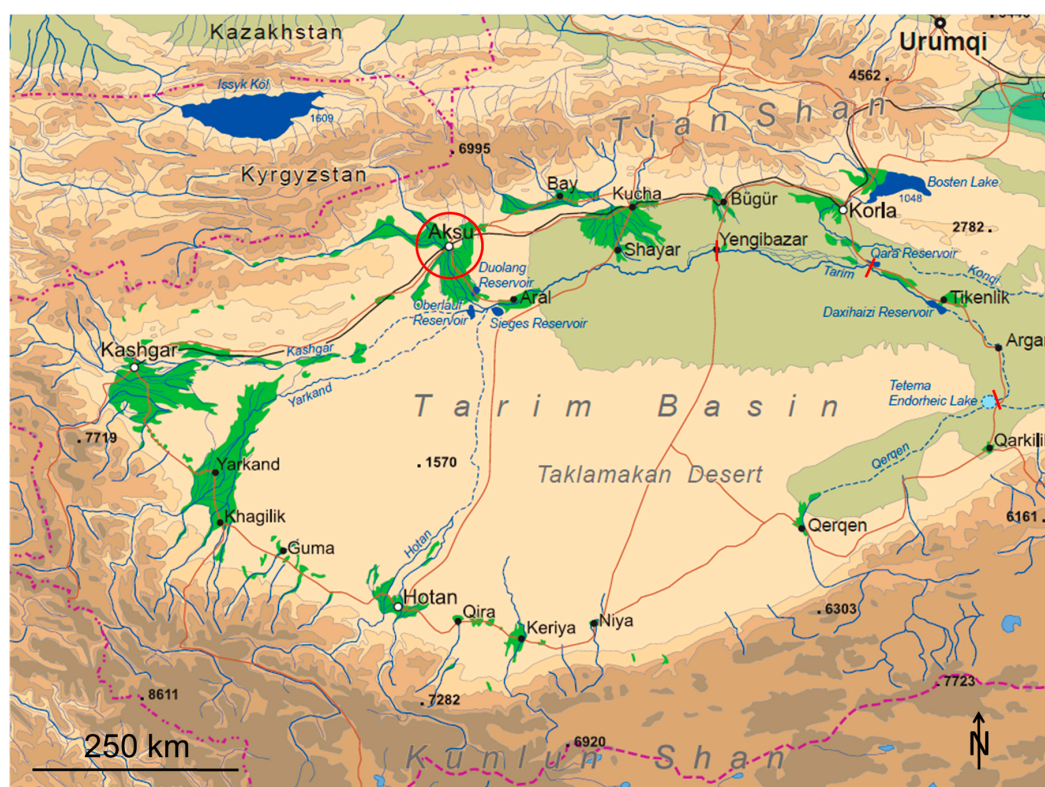 Kazakhstan
Urumqi
4562
Issyk Köl
1609
Tian Shan
6995
Kyrgyzstan
Bay
Kucha
Bügür
Bosten Lake
1048
Korla
2782
Aksu
Shayar
Yengibazar
Qara Reservoir
Konqi
Duolang
Reservoir
Tarim
Oberlauf
Reservoir
Aral
Sieges Reservoir
Daxihaizi Reservoir
Tikenlik
Argan
Kashgar
Kashgar
Yarkand
Tetema
Endorheic Lake
Tarim Basin
7719
1570
Taklamakan Desert
Qerqen
Qarkilik
Yarkand
Khagilik
Qerqen
6161
Guma
Hotan
Hotan
Qira
Keriya
Niya
6303
8611
7282
7723
250 km
6920
Kunlun Shan
N